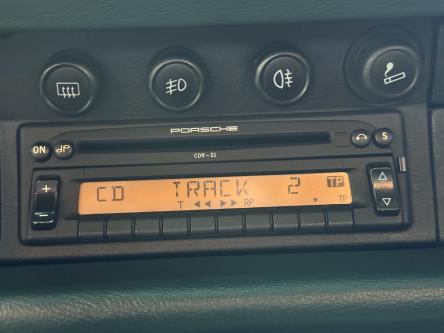 PORSCHE
CDR-21
ON
S
CD TRACK 2 TP
T RP TP